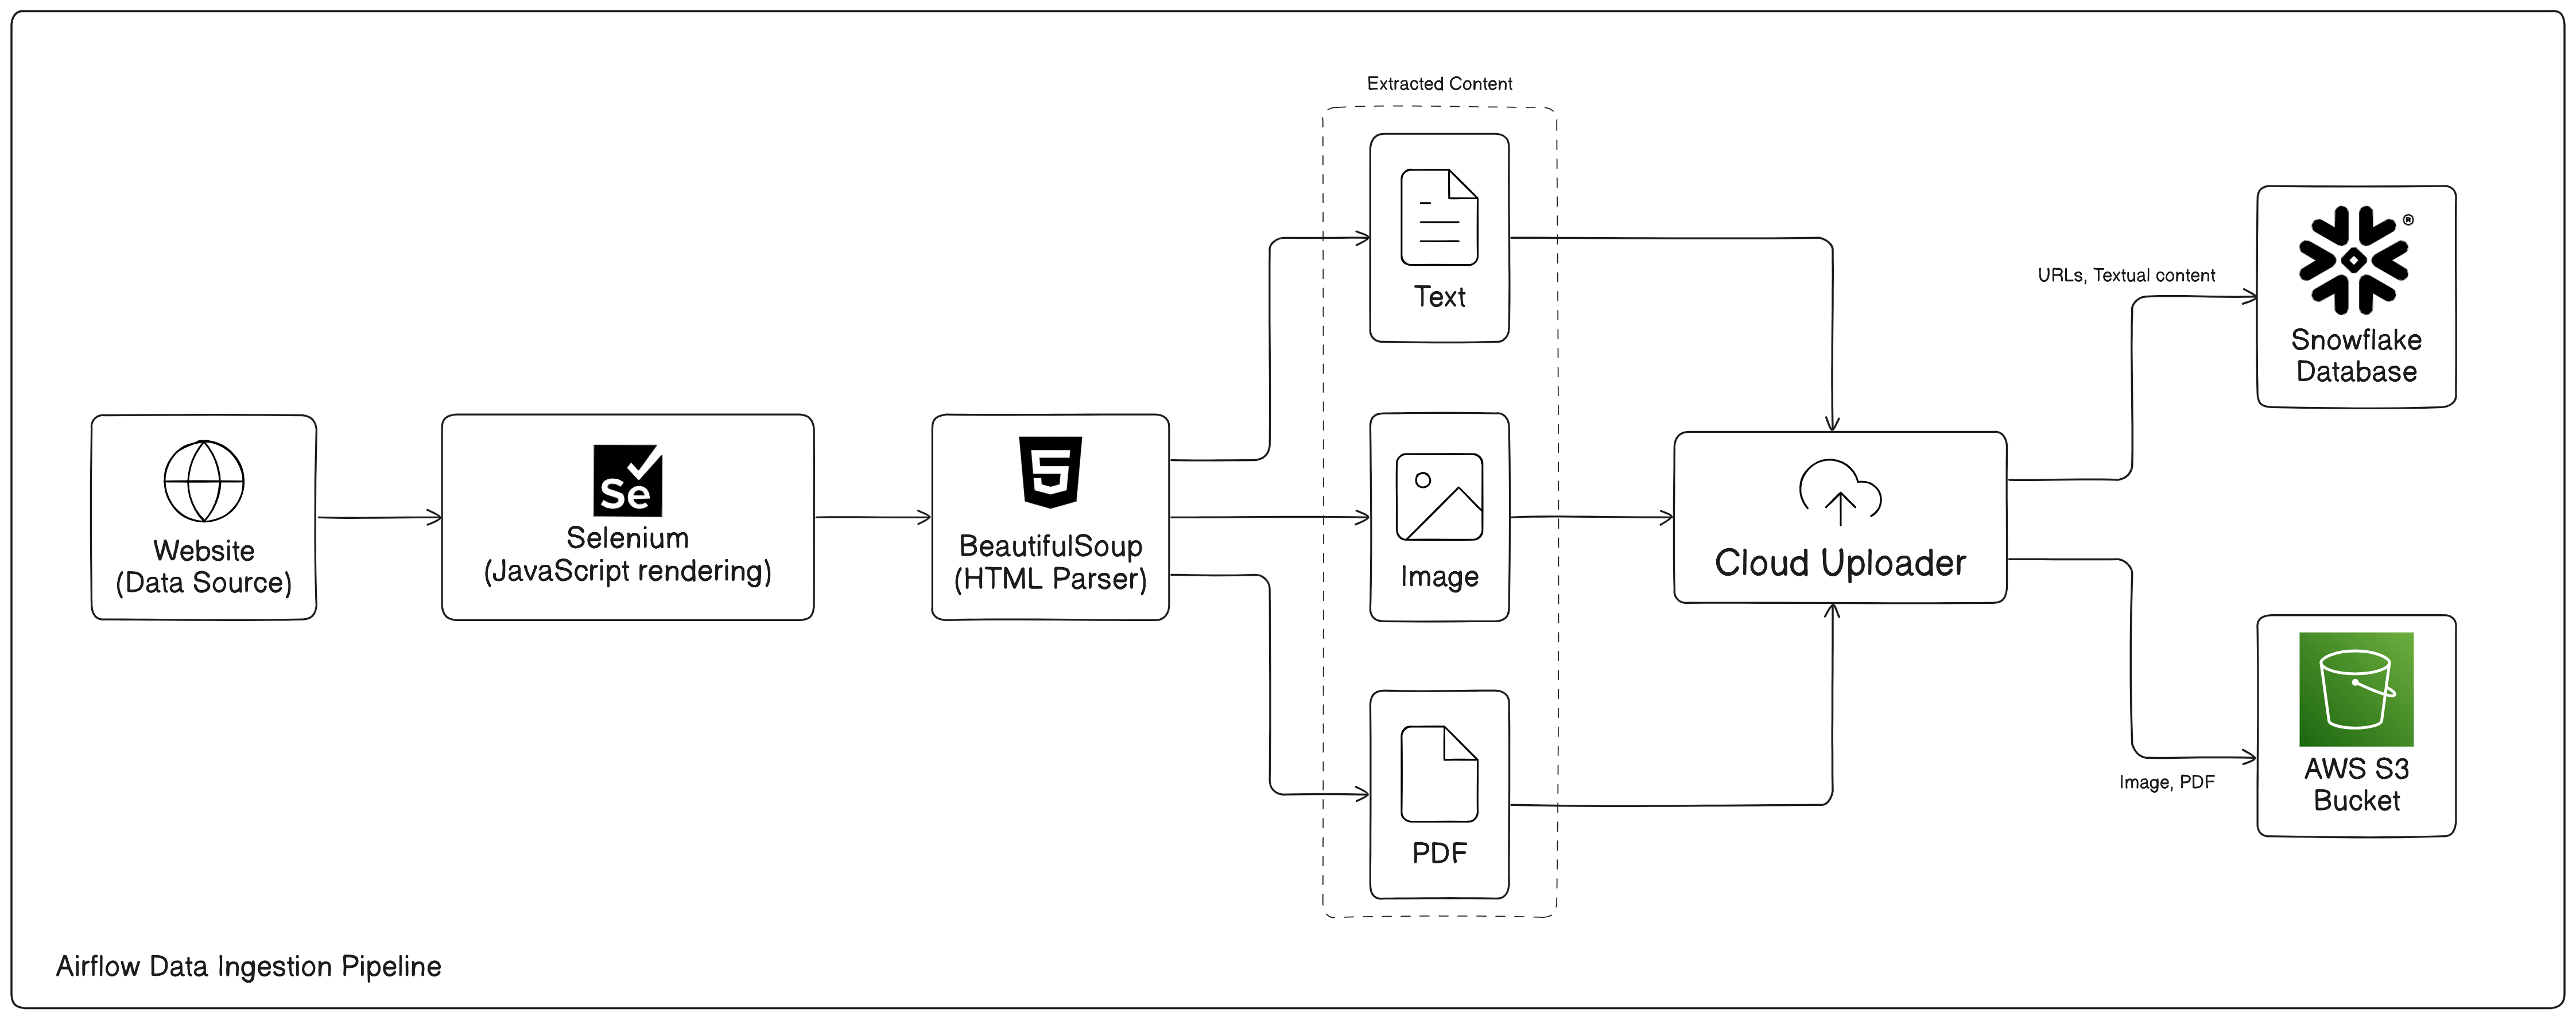 Extracted Content
Text
Image
PDF
Website
(Data Source)
Se
Selenium
(JavaScript rendering)
5
BeautifulSoup
(HTML Parser)
Cloud Uploader
URLs, Textual content
®
Snowflake
Database
Image, PDF
AWS S3
Bucket
Airflow Data Ingestion Pipeline